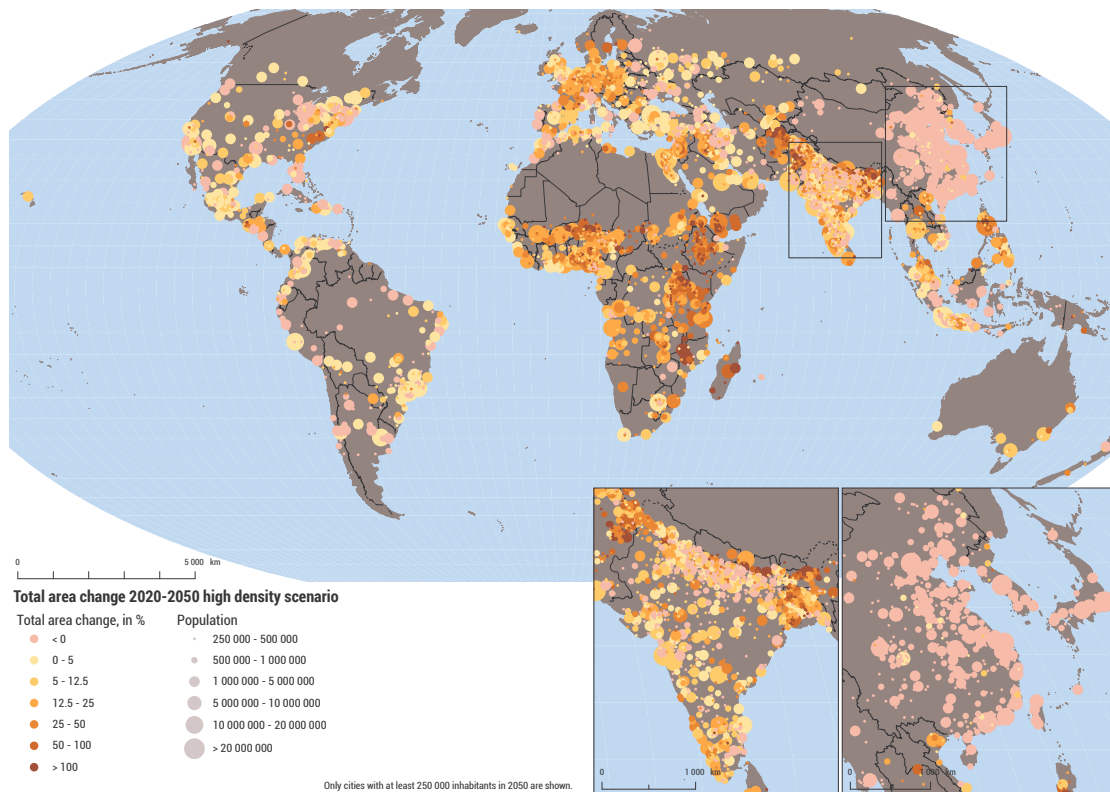 0 5 000 km
Total area change 2020-2050 high density scenario
Total area change, in %
< 0
0 - 5
5 - 12.5
12.5 - 25
25 - 50
50 - 100
> 100
Population
250 000 - 500 000
500 000 - 1 000 000
1 000 000 - 5 000 000
5 000 000 - 10 000 000
10 000 000 - 20 000 000
> 20 000 000
Only cities with at least 250 000 inhabitants in 2050 are shown.
0 1 000 km
0 1 000 km